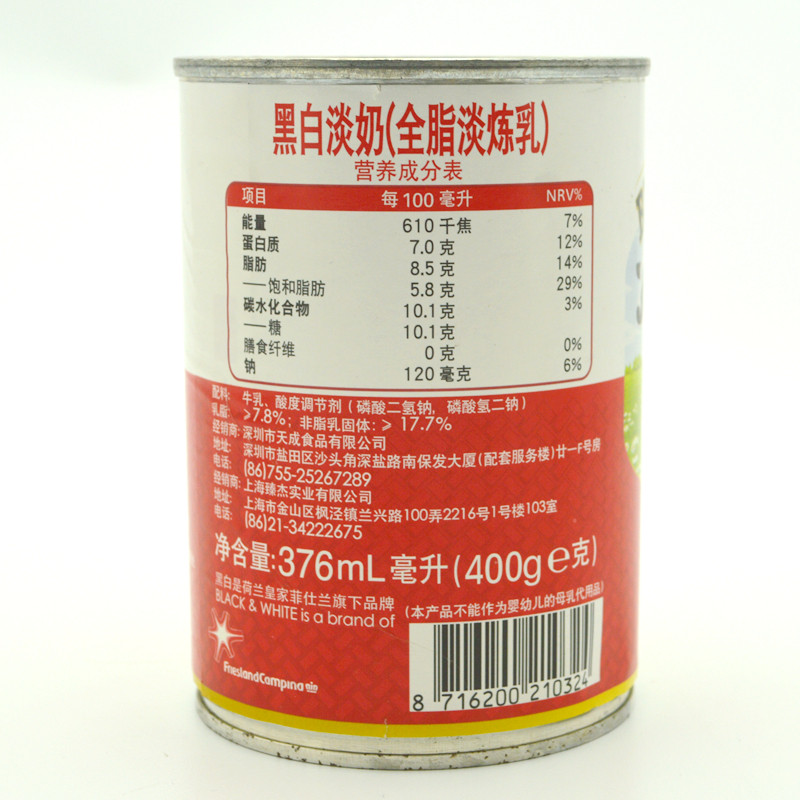 黑白淡奶(全脂淡炼乳)
营养成分表
项目 每100毫升 NRV%
能量 610千焦 7%
蛋白质 7.0克 12%
脂肪 8.5克 14%
——饱和脂肪 5.8克 29%
碳水化合物 10.1克 3%
——糖 10.1克
膳食纤维 0克 0%
钠 120毫克 6%
配料: 牛乳、酸度调节剂(磷酸二氢钠, 磷酸氢二钠)
乳脂: ≥7.8%; 非脂乳固体: ≥ 17.7%
经销商: 深圳市天成食品有限公司
地址: 深圳市盐田区沙头角深盐路南保发大厦(配套服务楼)廿一F号房
电话: (86)755-25267289
经销商: 上海臻杰实业有限公司
地址: 上海市金山区枫泾镇兰兴路100弄2216号1号楼103室
电话: (86)21-34222675
净含量:376mL毫升(400g℮克)
黑白是荷兰皇家菲仕兰旗下品牌
(本产品不能作为婴幼儿的母乳代用品)
BLACK & WHITE is a brand of
FrieslandCampina
8 716200 210324